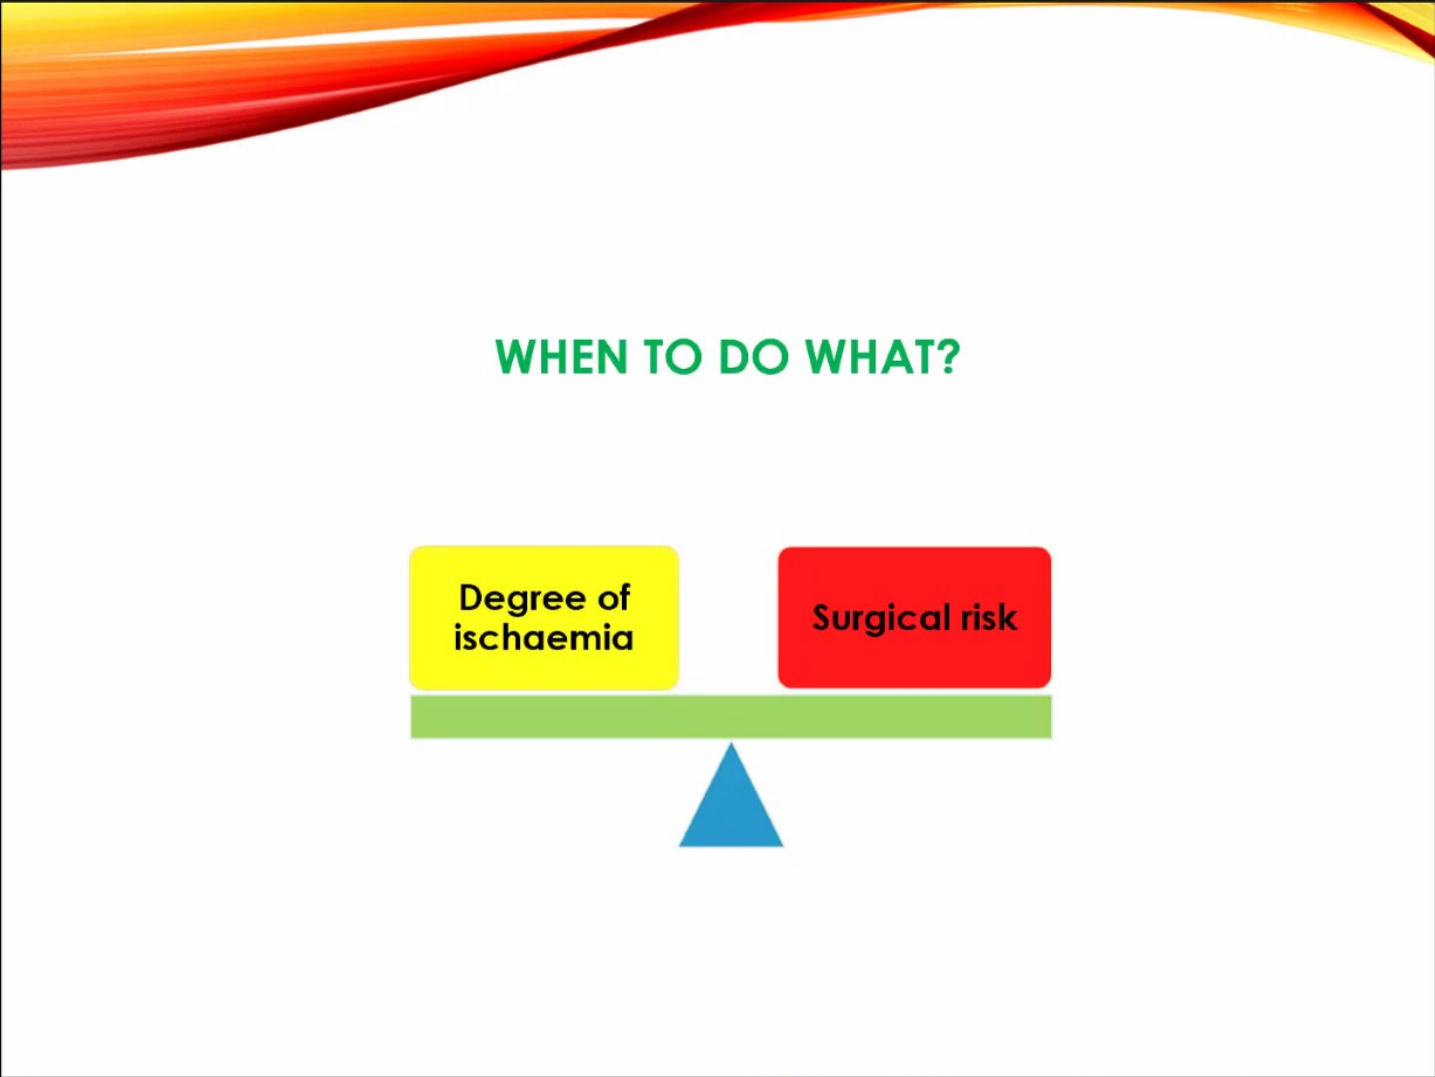 WHEN TO DO WHAT?
Degree of
ischaemia
Surgical risk